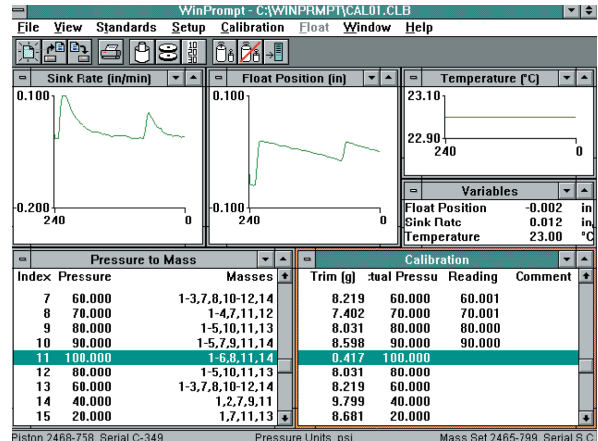 WinPrompt - C:\WINPRMPT\CAL01.CLB
File View Standards Setup Calibration Float Window Help
Sink Rate (in/min)
0.100
-0.200
240 0
Float Position (in)
0.100
-0.100
240 0
Temperature (°C)
23.10
22.90
240 0
Variables
Float Position -0.002 in
Sink Rate 0.012 in,
Temperature 23.00 °C
Pressure to Mass
Index Pressure Masses
7 60.000 1-3,7,8,10-12,14
8 70.000 1-4,7,11,12
9 80.000 1-5,10,11,13
10 90.000 1-5,7,9,11,14
11 100.000 1-6,8,11,14
12 80.000 1-5,10,11,13
13 60.000 1-3,7,8,10-12,14
14 40.000 1,2,7,9,11
15 20.000 1,7,11,13
Calibration
Trim (g) :tual Pressu Reading Comment
8.219 60.000 60.001
7.402 70.000 70.001
8.031 80.000 80.000
8.598 90.000 90.000
0.417 100.000
8.031 80.000
8.219 60.000
9.799 40.000
8.681 20.000
Piston 2468-758, Serial C-349 Pressure Units, psi Mass Set 2465-799, Serial S C